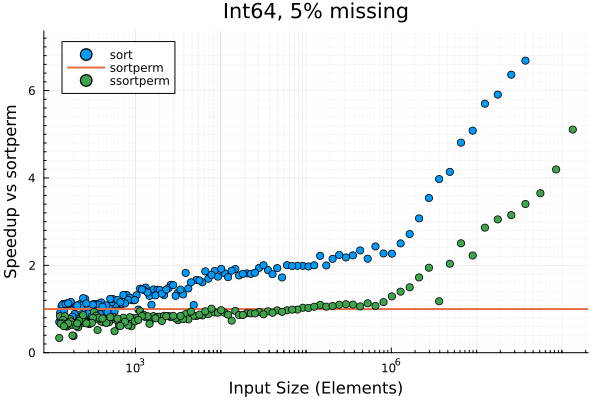 Int64, 5% missing
sort
sortperm
ssortperm
Speedup vs sortperm
6
4
2
0
10³
10⁶
Input Size (Elements)